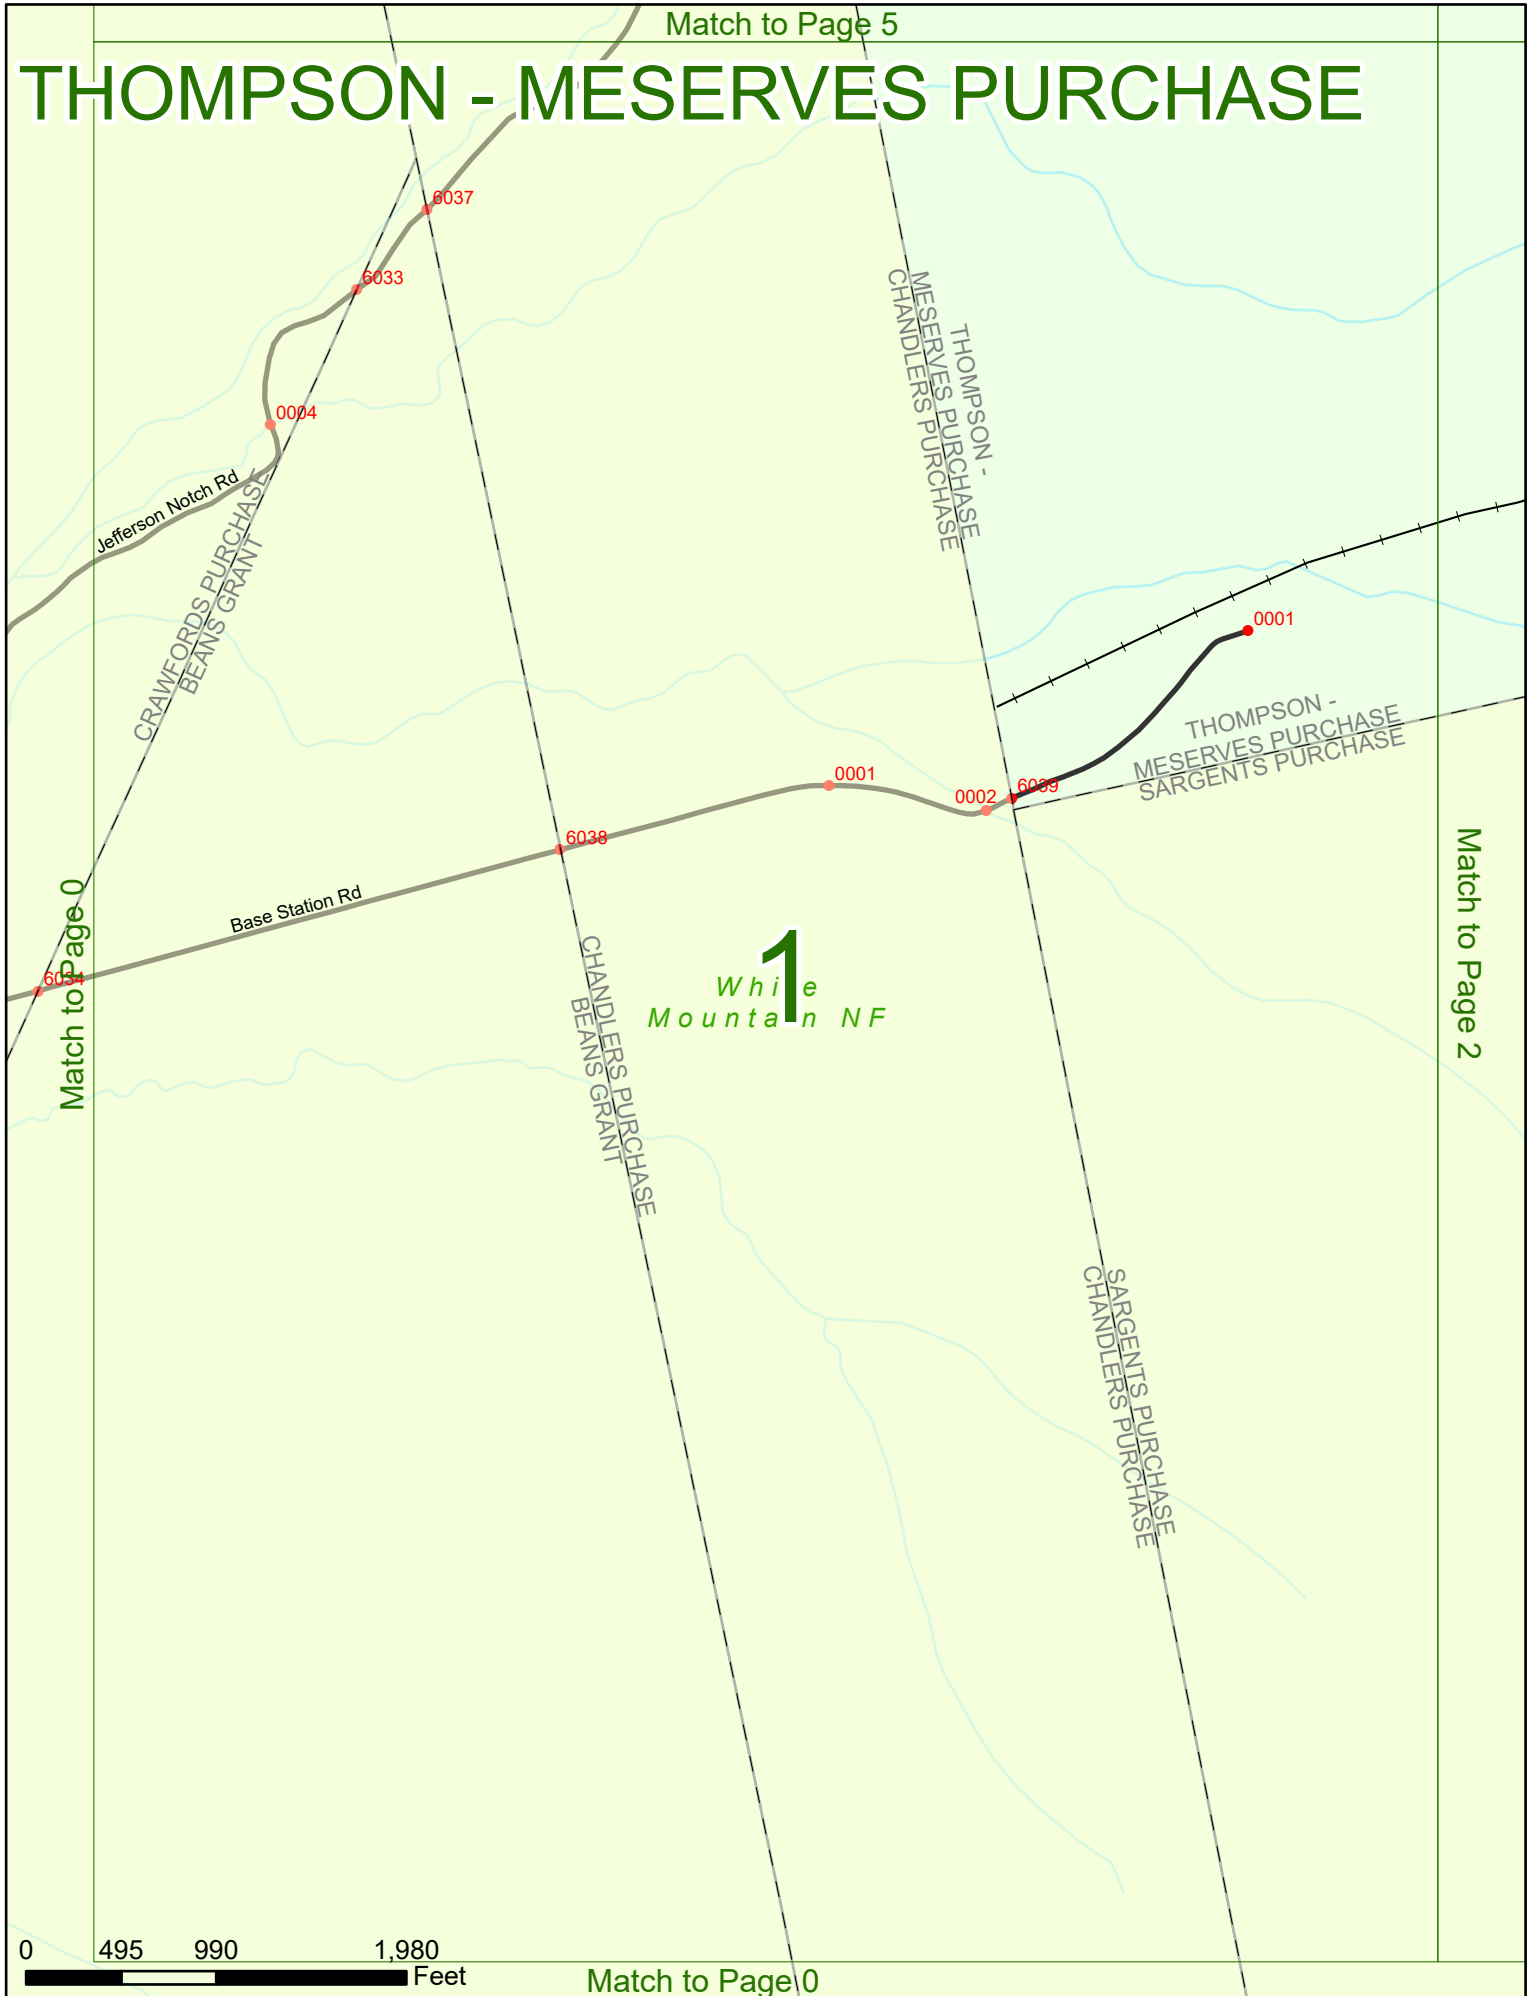 Match to Page 5
THOMPSON - MESERVES PURCHASE
6037
6033
0004
Jefferson Notch Rd
CRAWFORDS PURCHASE
BEANS GRANT
THOMPSON -
MESERVES PURCHASE
CHANDLERS PURCHASE
0001
THOMPSON -
MESERVES PURCHASE
SARGENTS PURCHASE
0001
0002
6039
6038
Base Station Rd
6034
Match to Page 0
Match to Page 2
1
White
Mountain NF
CHANDLERS PURCHASE
BEANS GRANT
SARGENTS PURCHASE
CHANDLERS PURCHASE
0 495 990 1,980
Feet
Match to Page 0